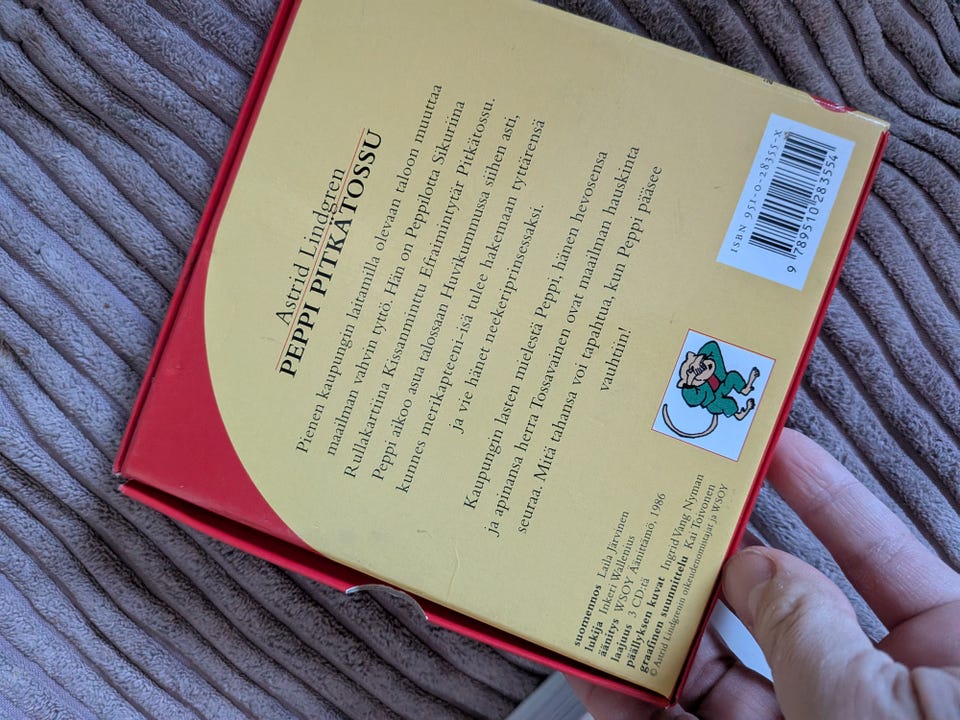 Astrid Lindgren
PEPPI PITKÄTOSSU
Pienen kaupungin laitamilla olevaan taloon muuttaa
maailman vahvin tyttö. Hän on Peppilotta Sikuriina
Rullakartiina Kissaminttu Efraimintytär Pitkätossu.
Peppi aikoo asua talossaan Huvikummussa siihen asti,
kunnes merikapteeni-isä tulee hakemaan tyttärensä
ja vie hänet neekeriprinsessaksi.
Kaupungin lasten mielestä Peppi, hänen hevosensa
ja apinansa herra Tossavainen ovat maailman hauskinta
seuraa. Mitä tahansa voi tapahtua, kun Peppi pääsee
vauhtiin!
suomennos Laila Järvinen
lukija Inkeri Wallenius
äänitys WSOY Äänittämö, 1986
laajuus 3 CD:tä
päällyksen kuvat Ingrid Vang Nyman
graafinen suunnittelu Kai Toivonen
© Astrid Lindgrenin oikeudenomistajat ja WSOY
ISBN 951-0-28355-X
9 789510 283554